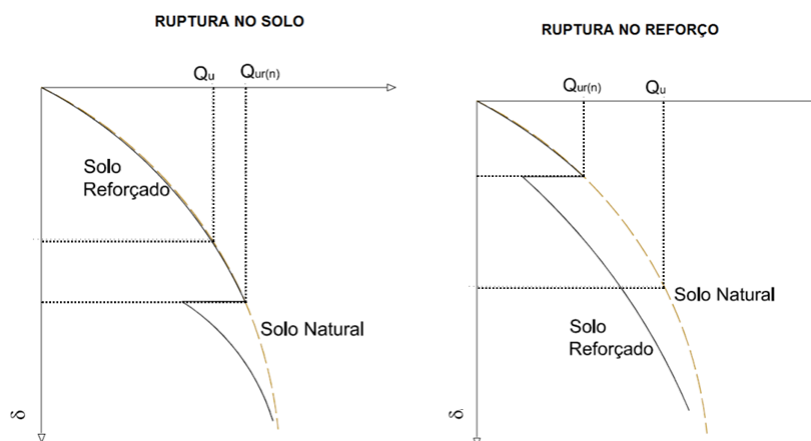 RUPTURA NO SOLO
Qu
Qur(n)
Solo
Reforçado
Solo Natural
δ
RUPTURA NO REFORÇO
Qur(n)
Qu
Solo Natural
Solo
Reforçado
δ